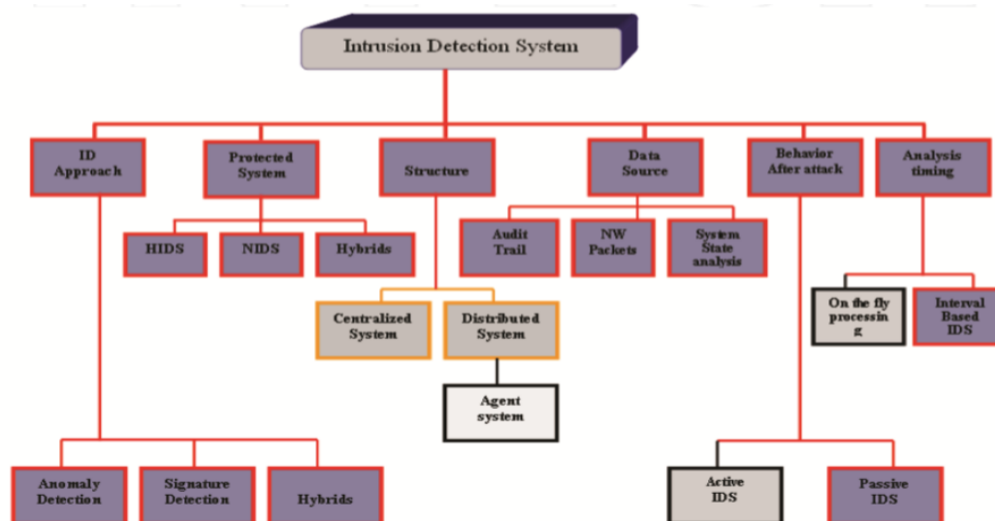 Intrusion Detection System
ID
Approach
Protected
System
Structure
Data
Source
Behavior
After attack
Analysis
timing
HIDS
NIDS
Hybrids
Audit
Trail
NW
Packets
System
State
analysis
On the fly
processin
g
Interval
Based
IDS
Centralized
System
Distributed
System
Agent
system
Anomaly
Detection
Signature
Detection
Hybrids
Active
IDS
Passive
IDS